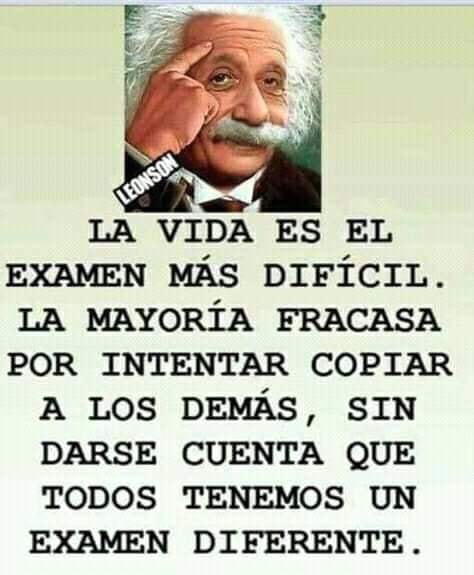 LEONSON
LA VIDA ES EL
EXAMEN MÁS DIFÍCIL.
LA MAYORÍA FRACASA
POR INTENTAR COPIAR
A LOS DEMÁS, SIN
DARSE CUENTA QUE
TODOS TENEMOS UN
EXAMEN DIFERENTE.